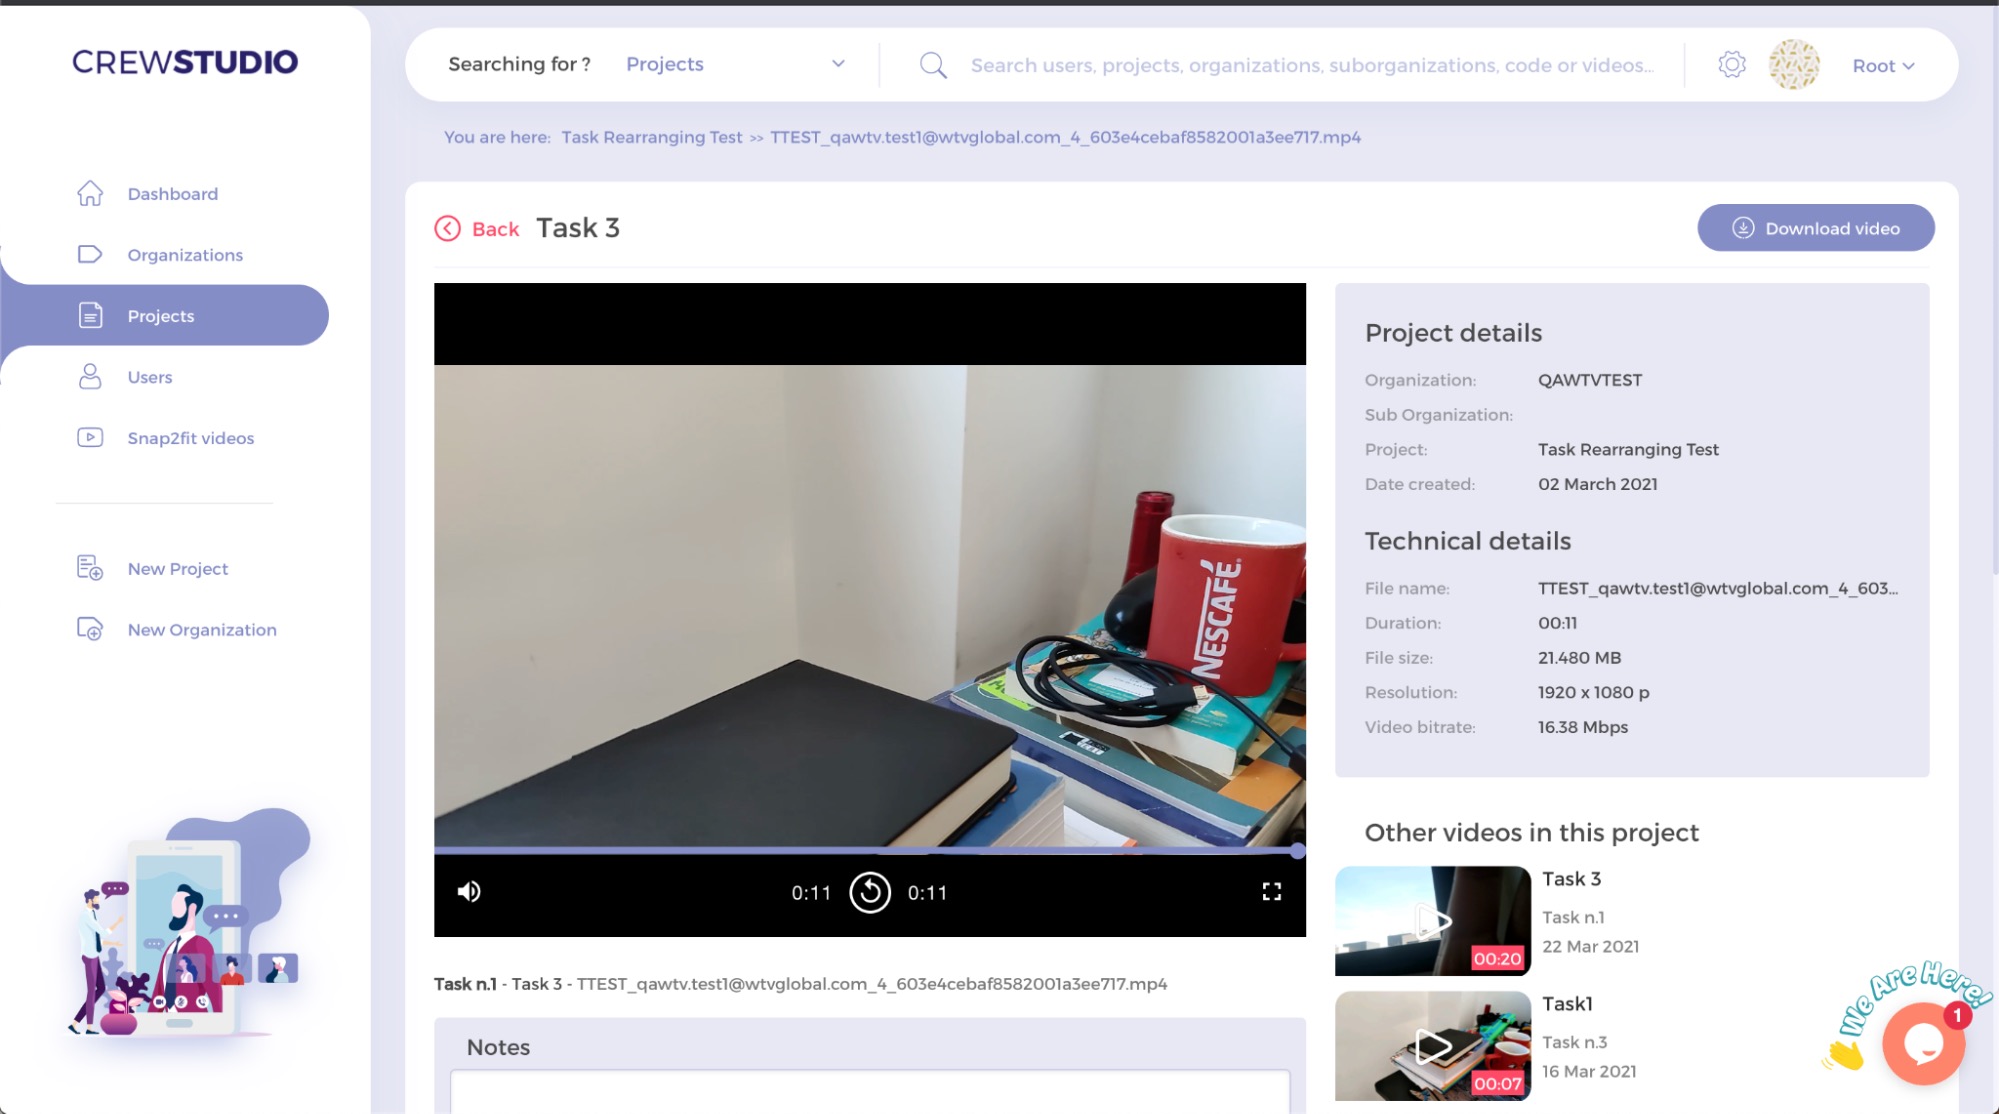 CREWSTUDIO
Searching for ?
Projects
Search users, projects, organizations, suborganizations, code or videos...
Root
You are here: Task Rearranging Test >> TTEST_qawtv.test1@wtvglobal.com_4_603e4cebaf8582001a3ee717.mp4
Dashboard
Organizations
Projects
Users
Snap2fit videos
New Project
New Organization
Back
Task 3
Download video
NESCAFÉ
0:11
0:11
Task n.1 - Task 3 - TTEST_qawtv.test1@wtvglobal.com_4_603e4cebaf8582001a3ee717.mp4
Notes
Project details
Organization: QAWTVTEST
Sub Organization:
Project: Task Rearranging Test
Date created: 02 March 2021
Technical details
File name: TTEST_qawtv.test1@wtvglobal.com_4_603...
Duration: 00:11
File size: 21.480 MB
Resolution: 1920 x 1080 p
Video bitrate: 16.38 Mbps
Other videos in this project
00:20
Task 3
Task n.1
22 Mar 2021
00:07
Task1
Task n.3
16 Mar 2021
We Are Here!
1